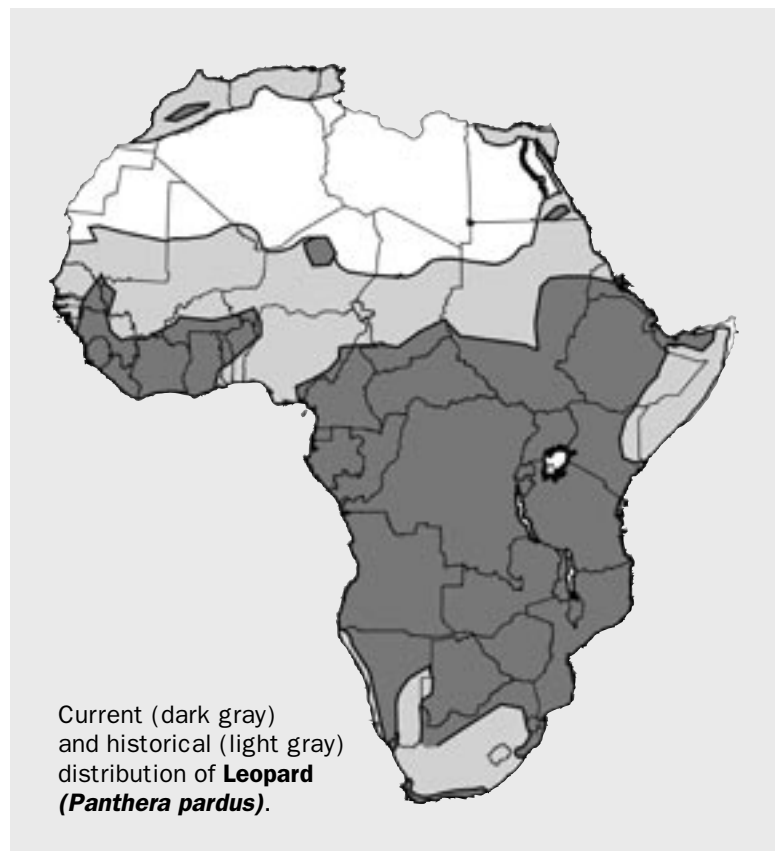 Current (dark gray)
and historical (light gray)
distribution of Leopard
(Panthera pardus).